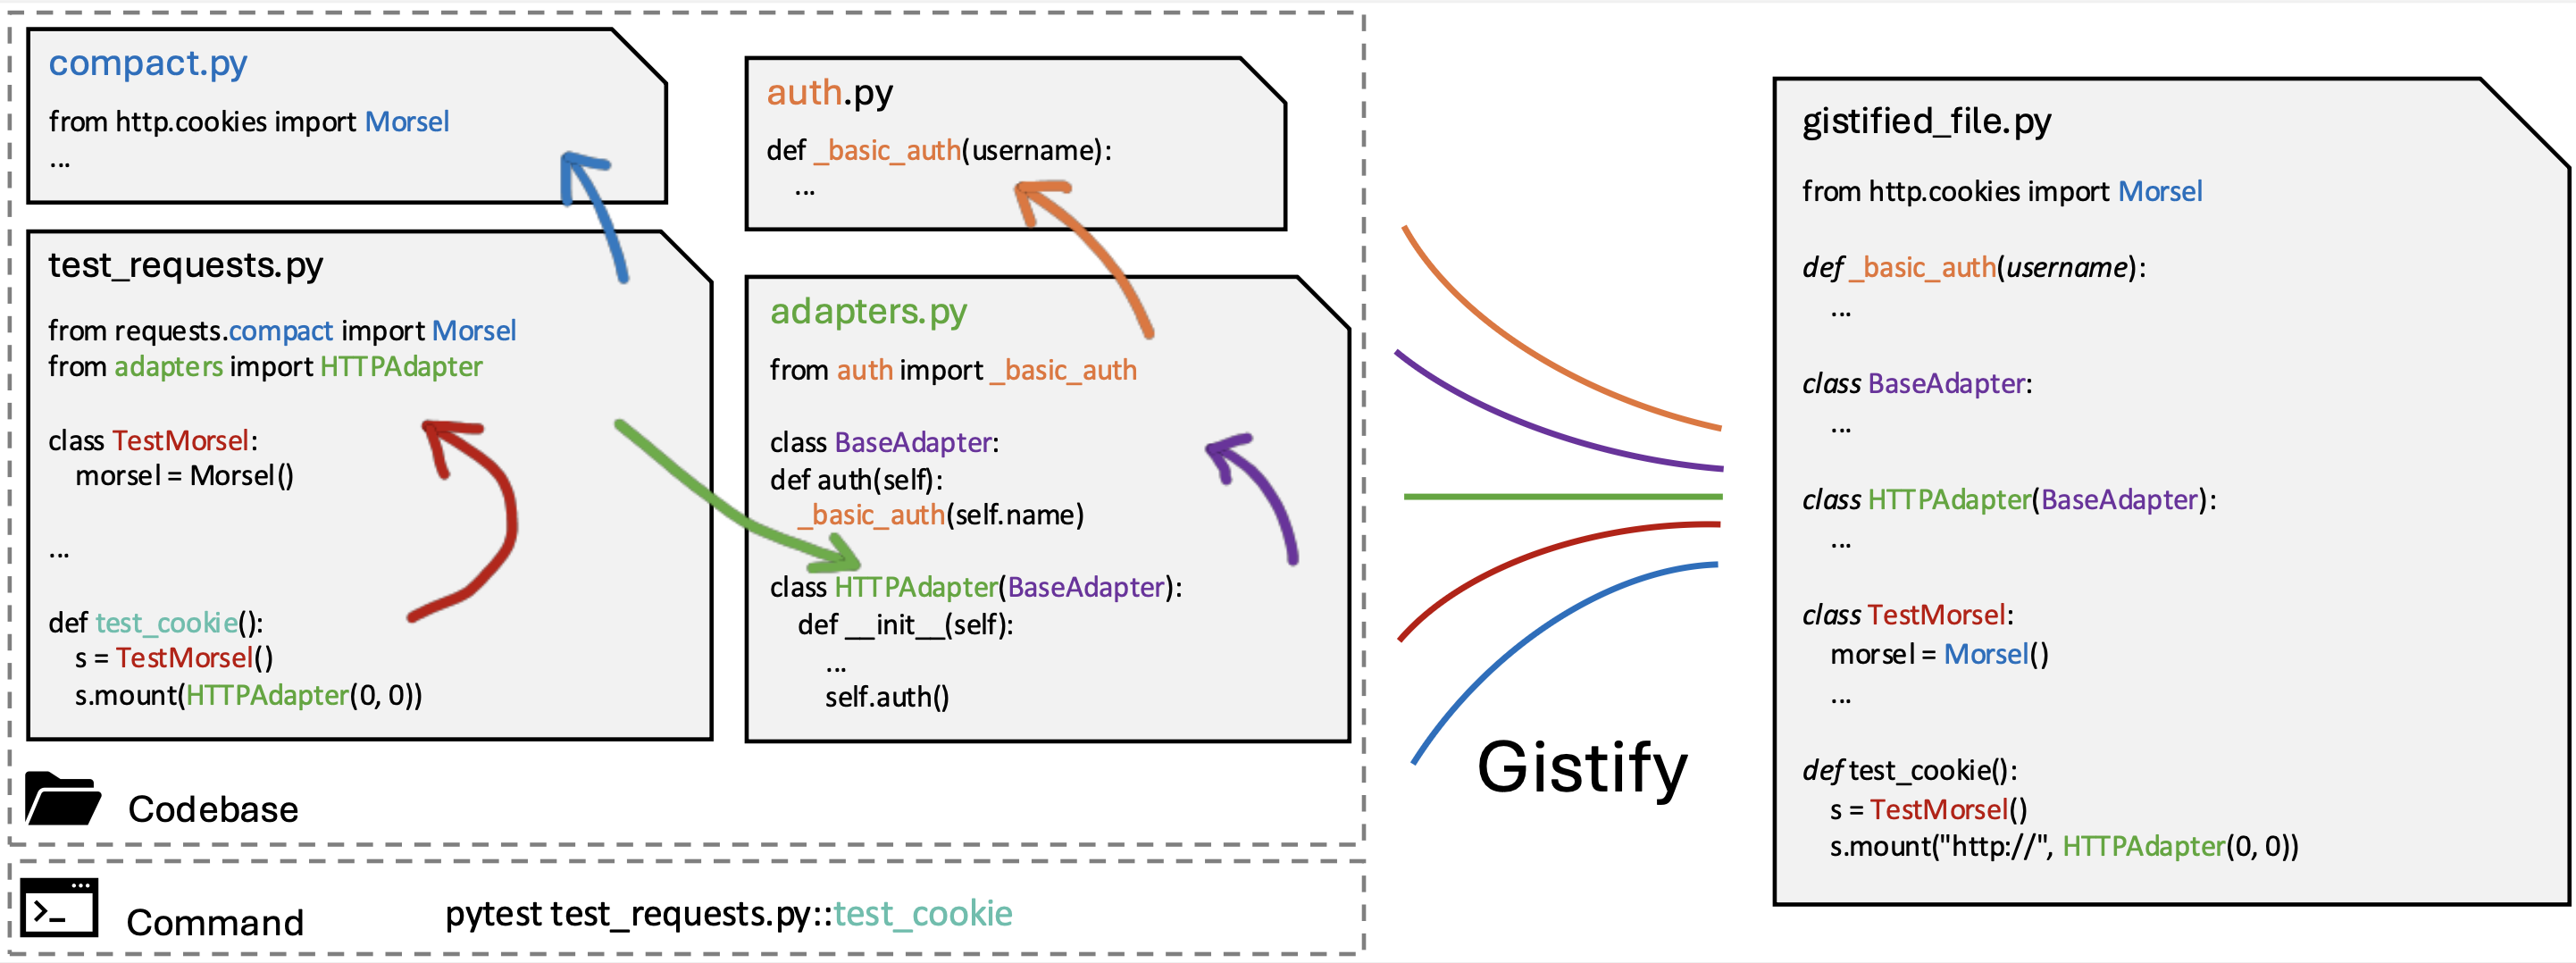 compact.py
from http.cookies import Morsel
...
test_requests.py
from requests.compact import Morsel
from adapters import HTTPAdapter
class TestMorsel:
morsel = Morsel()
...
def test_cookie():
s = TestMorsel()
s.mount(HTTPAdapter(0, 0))
auth.py
def _basic_auth(username):
...
adapters.py
from auth import _basic_auth
class BaseAdapter:
def auth(self):
_basic_auth(self.name)
class HTTPAdapter(BaseAdapter):
def __init__(self):
...
self.auth()
Codebase
Command
pytest test_requests.py::test_cookie
Gistify
gistified_file.py
from http.cookies import Morsel
def _basic_auth(username):
...
class BaseAdapter:
...
class HTTPAdapter(BaseAdapter):
...
class TestMorsel:
morsel = Morsel()
...
def test_cookie():
s = TestMorsel()
s.mount("http://", HTTPAdapter(0, 0))